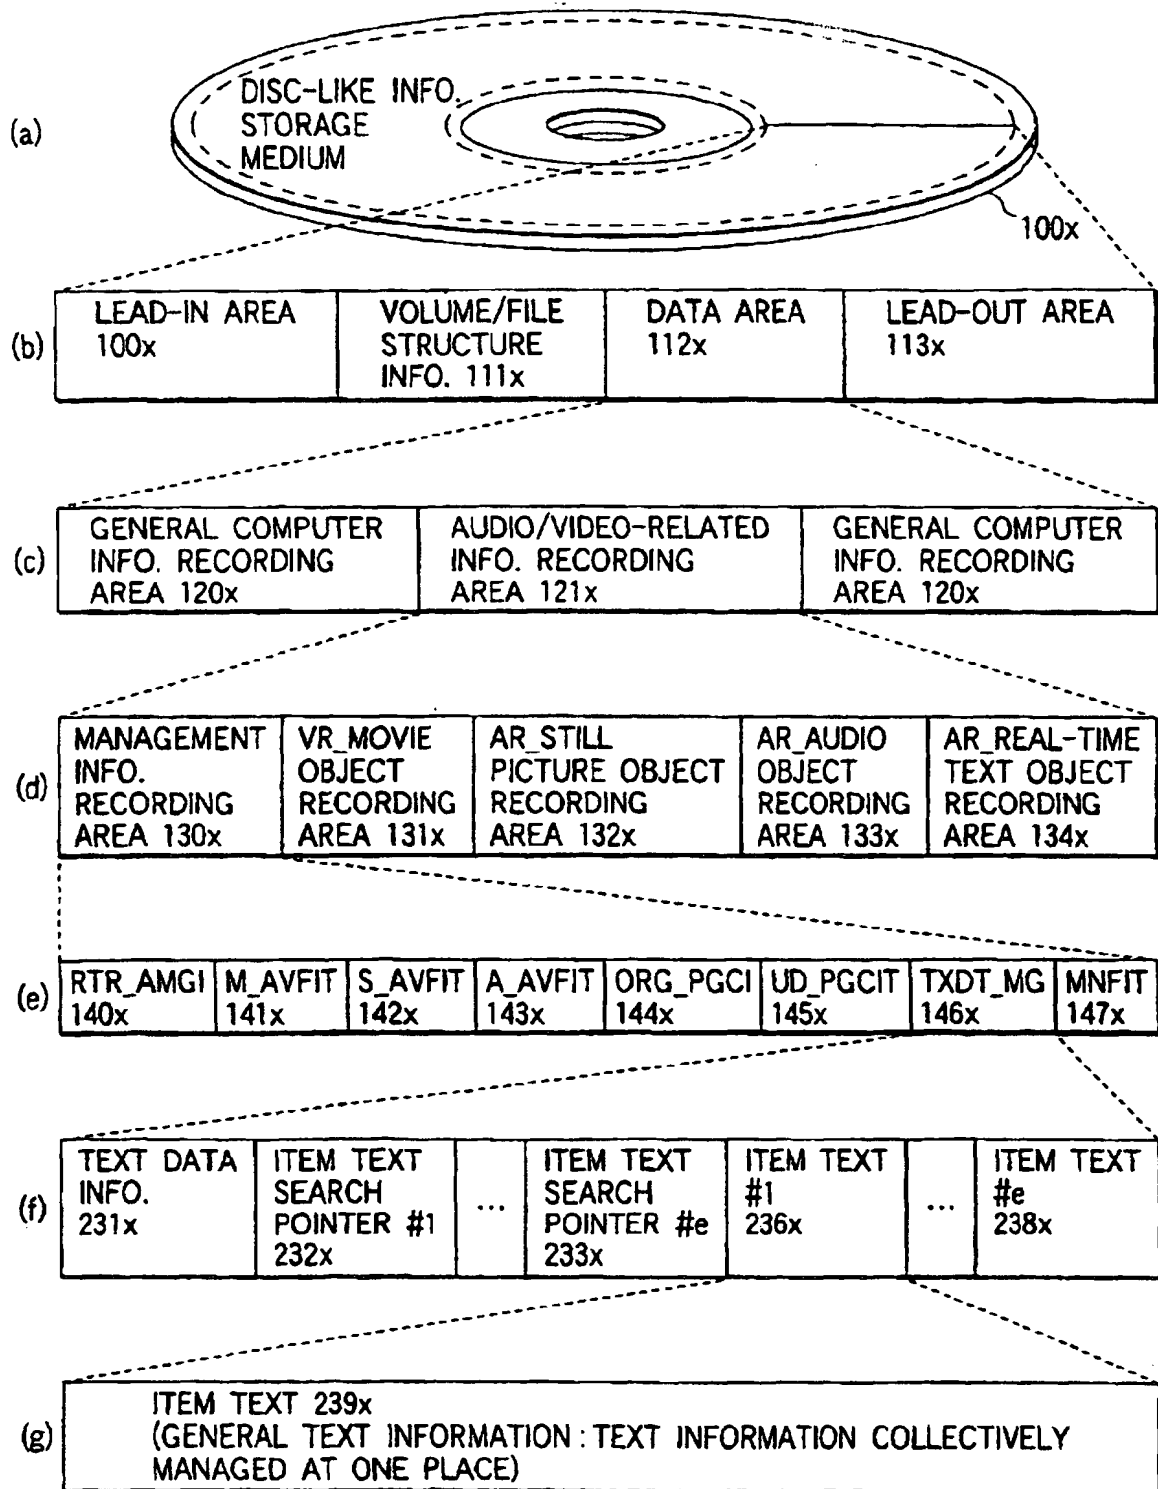 (a)
DISC-LIKE INFO.
STORAGE
MEDIUM
100x
(b)
LEAD-IN AREA
100x
VOLUME/FILE
STRUCTURE
INFO. 111x
DATA AREA
112x
LEAD-OUT AREA
113x
(c)
GENERAL COMPUTER
INFO. RECORDING
AREA 120x
AUDIO/VIDEO-RELATED
INFO. RECORDING
AREA 121x
GENERAL COMPUTER
INFO. RECORDING
AREA 120x
(d)
MANAGEMENT
INFO.
RECORDING
AREA 130x
VR_MOVIE
OBJECT
RECORDING
AREA 131x
AR_STILL
PICTURE OBJECT
RECORDING
AREA 132x
AR_AUDIO
OBJECT
RECORDING
AREA 133x
AR_REAL-TIME
TEXT OBJECT
RECORDING
AREA 134x
(e)
RTR_AMGI
140x
M_AVFIT
141x
S_AVFIT
142x
A_AVFIT
143x
ORG_PGCI
144x
UD_PGCIT
145x
TXDT_MG
146x
MNFIT
147x
(f)
TEXT DATA
INFO.
231x
ITEM TEXT
SEARCH
POINTER #1
232x
...
ITEM TEXT
SEARCH
POINTER #e
233x
ITEM TEXT
#1
236x
...
ITEM TEXT
#e
238x
(g)
ITEM TEXT 239x
(GENERAL TEXT INFORMATION : TEXT INFORMATION COLLECTIVELY
MANAGED AT ONE PLACE)